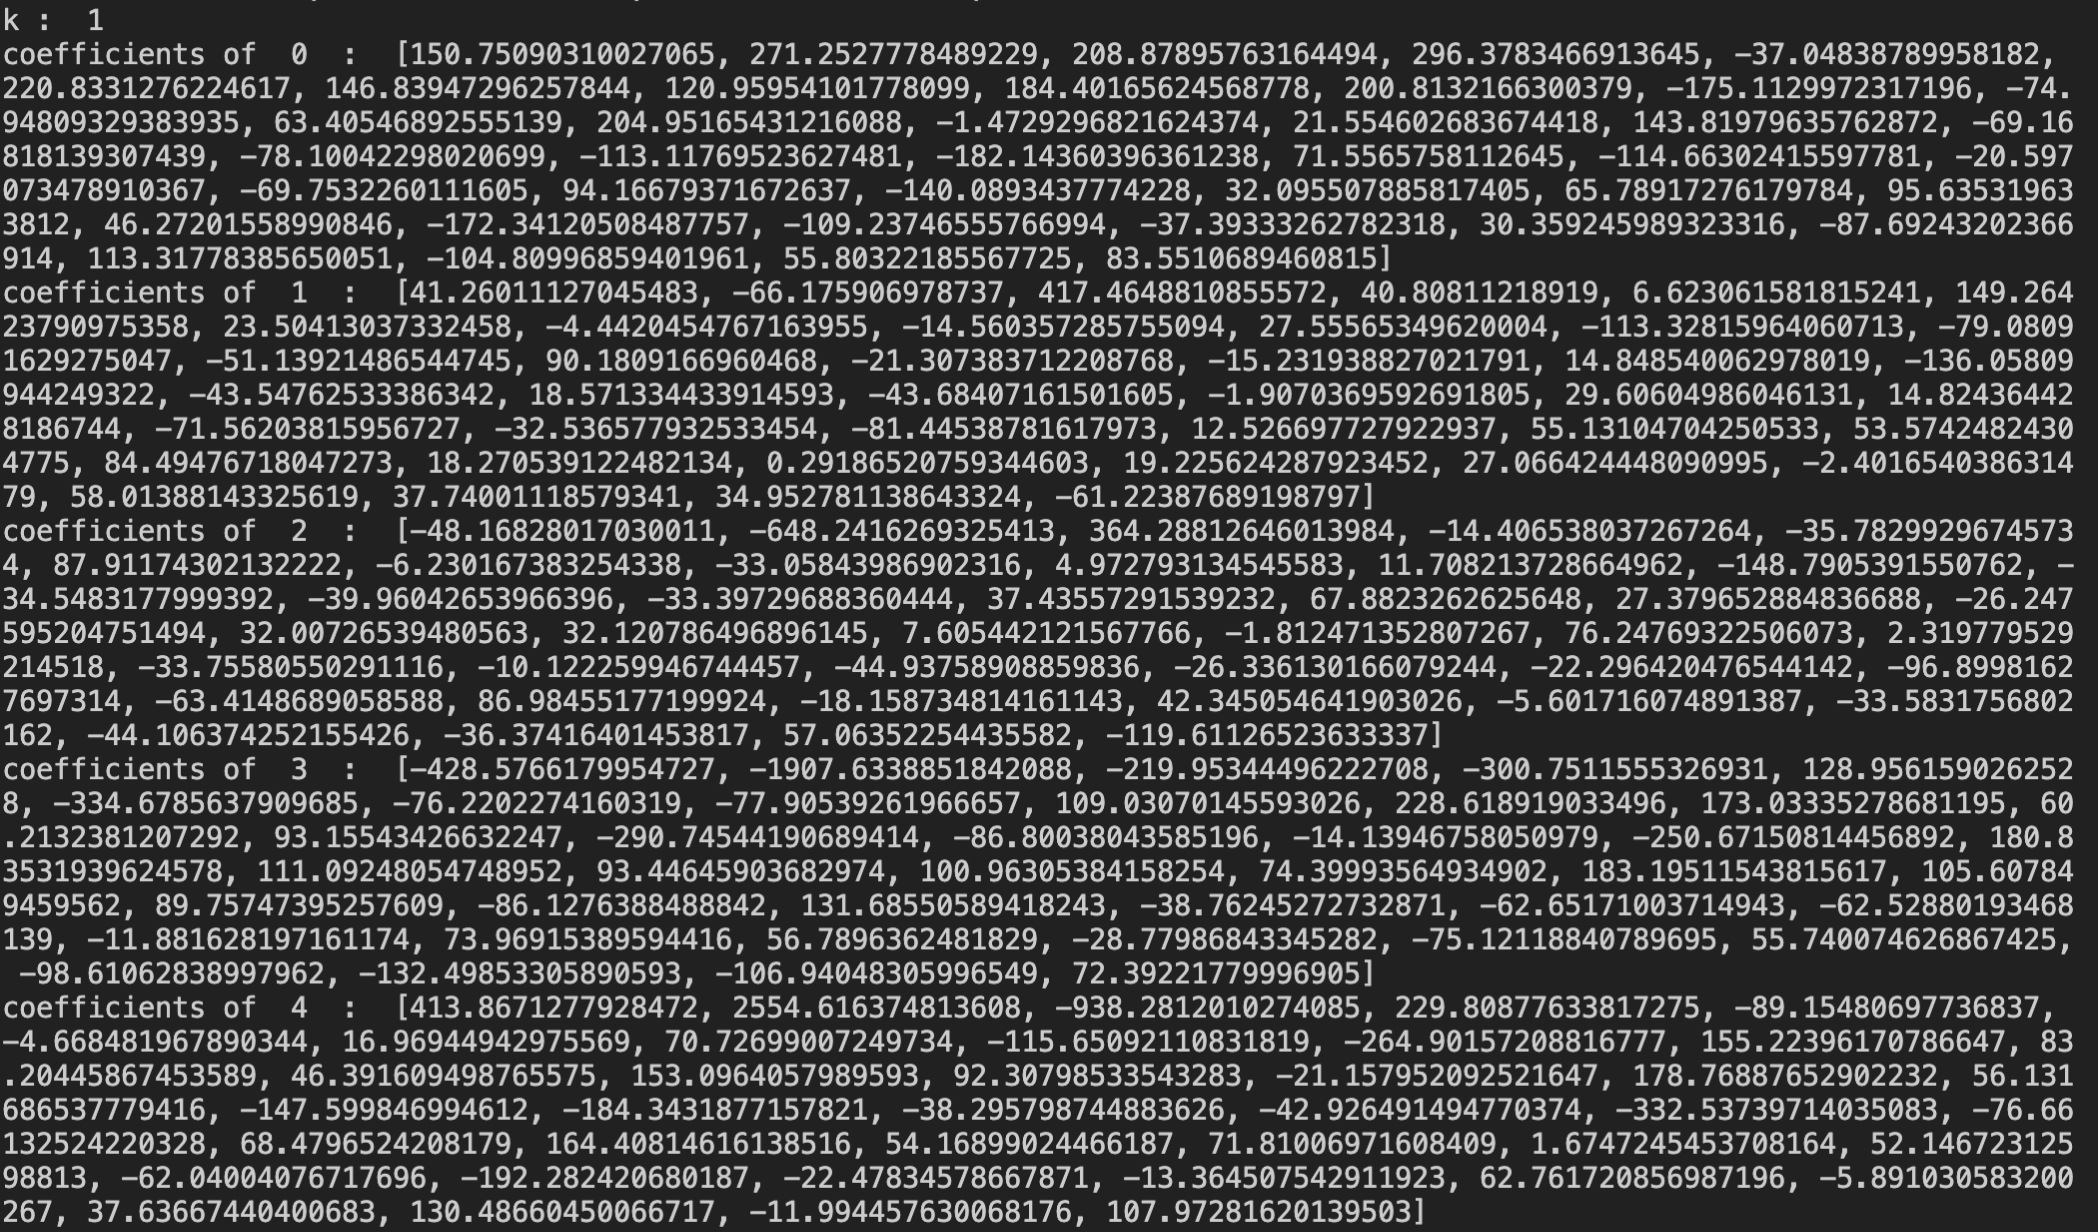 k :  1
coefficients of  0  :  [150.75090310027065, 271.2527778489229, 208.87895763164494, 296.3783466913645, -37.04838789958182,
220.8331276224617, 146.83947296257844, 120.95954101778099, 184.40165624568778, 200.8132166300379, -175.1129972317196, -74.
94809329383935, 63.40546892555139, 204.95165431216088, -1.4729296821624374, 21.554602683674418, 143.81979635762872, -69.16
818139307439, -78.10042298020699, -113.11769523627481, -182.14360396361238, 71.5565758112645, -114.66302415597781, -20.597
073478910367, -69.7532260111605, 94.16679371672637, -140.0893437774228, 32.095507885817405, 65.78917276179784, 95.63531963
3812, 46.27201558990846, -172.34120508487757, -109.23746555766994, -37.39333262782318, 30.359245989323316, -87.69243202366
914, 113.31778385650051, -104.80996859401961, 55.80322185567725, 83.5510689460815]
coefficients of  1  :  [41.26011127045483, -66.175906978737, 417.4648810855572, 40.80811218919, 6.623061581815241, 149.264
23790975358, 23.50413037332458, -4.4420454767163955, -14.560357285755094, 27.55565349620004, -113.32815964060713, -79.0809
1629275047, -51.13921486544745, 90.1809166960468, -21.307383712208768, -15.231938827021791, 14.848540062978019, -136.05809
944249322, -43.54762533386342, 18.571334433914593, -43.68407161501605, -1.9070369592691805, 29.60604986046131, 14.82436442
8186744, -71.56203815956727, -32.536577932533454, -81.44538781617973, 12.526697727922937, 55.13104704250533, 53.5742482430
4775, 84.49476718047273, 18.270539122482134, 0.29186520759344603, 19.225624287923452, 27.066424448090995, -2.4016540386314
79, 58.01388143325619, 37.74001118579341, 34.952781138643324, -61.22387689198797]
coefficients of  2  :  [-48.16828017030011, -648.2416269325413, 364.28812646013984, -14.406538037267264, -35.7829929674573
4, 87.91174302132222, -6.230167383254338, -33.05843986902316, 4.972793134545583, 11.708213728664962, -148.7905391550762, -
34.5483177999392, -39.96042653966396, -33.39729688360444, 37.43557291539232, 67.8823262625648, 27.379652884836688, -26.247
595204751494, 32.00726539480563, 32.120786496896145, 7.605442121567766, -1.812471352807267, 76.24769322506073, 2.319779529
214518, -33.75580550291116, -10.122259946744457, -44.93758908859836, -26.336130166079244, -22.296420476544142, -96.8998162
7697314, -63.4148689058588, 86.98455177199924, -18.158734814161143, 42.345054641903026, -5.601716074891387, -33.5831756802
162, -44.106374252155426, -36.37416401453817, 57.06352254435582, -119.61126523633337]
coefficients of  3  :  [-428.5766179954727, -1907.6338851842088, -219.95344496222708, -300.7511555326931, 128.956159026252
8, -334.6785637909685, -76.2202274160319, -77.90539261966657, 109.03070145593026, 228.618919033496, 173.03335278681195, 60
.2132381207292, 93.15543426632247, -290.74544190689414, -86.80038043585196, -14.13946758050979, -250.67150814456892, 180.8
3531939624578, 111.09248054748952, 93.44645903682974, 100.96305384158254, 74.39993564934902, 183.19511543815617, 105.60784
9459562, 89.75747395257609, -86.1276388488842, 131.68550589418243, -38.76245272732871, -62.65171003714943, -62.52880193468
139, -11.881628197161174, 73.96915389594416, 56.7896362481829, -28.77986843345282, -75.12118840789695, 55.740074626867425,
-98.61062838997962, -132.49853305890593, -106.94048305996549, 72.39221779996905]
coefficients of  4  :  [413.8671277928472, 2554.616374813608, -938.2812010274085, 229.80877633817275, -89.15480697736837,
-4.668481967890344, 16.96944942975569, 70.72699007249734, -115.65092110831819, -264.90157208816777, 155.22396170786647, 83
.20445867453589, 46.391609498765575, 153.0964057989593, 92.30798533543283, -21.157952092521647, 178.76887652902232, 56.131
686537779416, -147.599846994612, -184.3431877157821, -38.295798744883626, -42.926491494770374, -332.53739714035083, -76.66
132524220328, 68.4796524208179, 164.40814616138516, 54.16899024466187, 71.81006971608409, 1.6747245453708164, 52.146723125
98813, -62.04004076717696, -192.282420680187, -22.47834578667871, -13.364507542911923, 62.761720856987196, -5.891030583200
267, 37.63667440400683, 130.48660450066717, -11.994457630068176, 107.97281620139503]